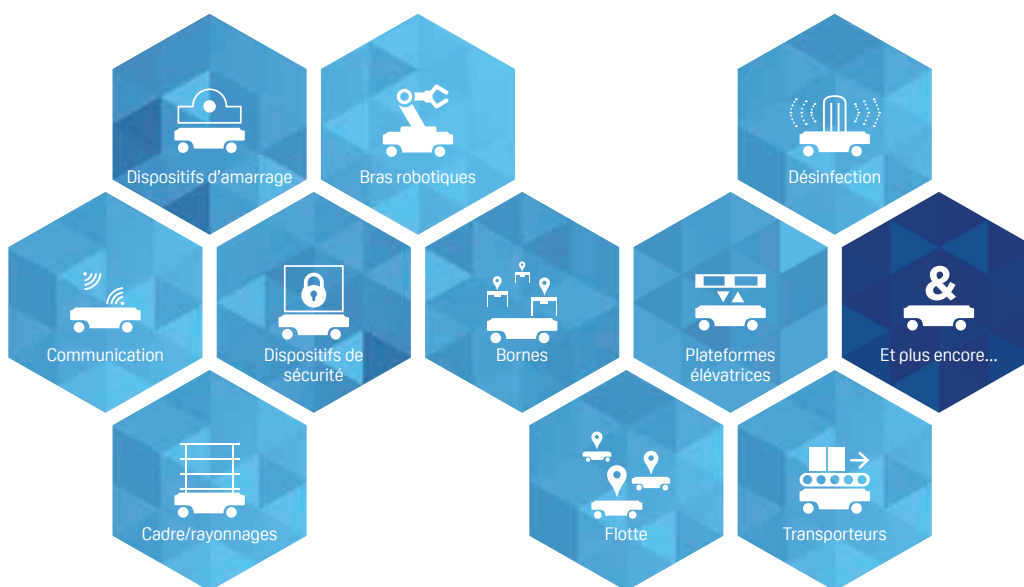 Dispositifs d'amarrage
Bras robotiques
Désinfection
Communication
Dispositifs de
sécurité
Bornes
Plateformes
élévatrices
&
Et plus encore...
Cadre/rayonnages
Flotte
Transporteurs